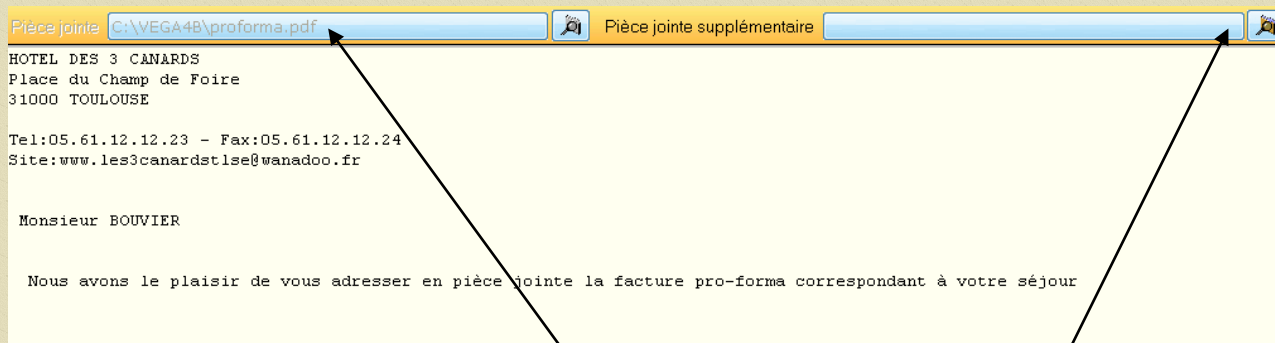 Pièce jointe C:\VEGA4B\proforma.pdf Pièce jointe supplémentaire
HOTEL DES 3 CANARDS
Place du Champ de Foire
31000 TOULOUSE
Tel:05.61.12.12.23 - Fax:05.61.12.12.24
Site:www.les3canardstlse@wanadoo.fr
Monsieur BOUVIER
Nous avons le plaisir de vous adresser en pièce jointe la facture pro-forma correspondant à votre séjour